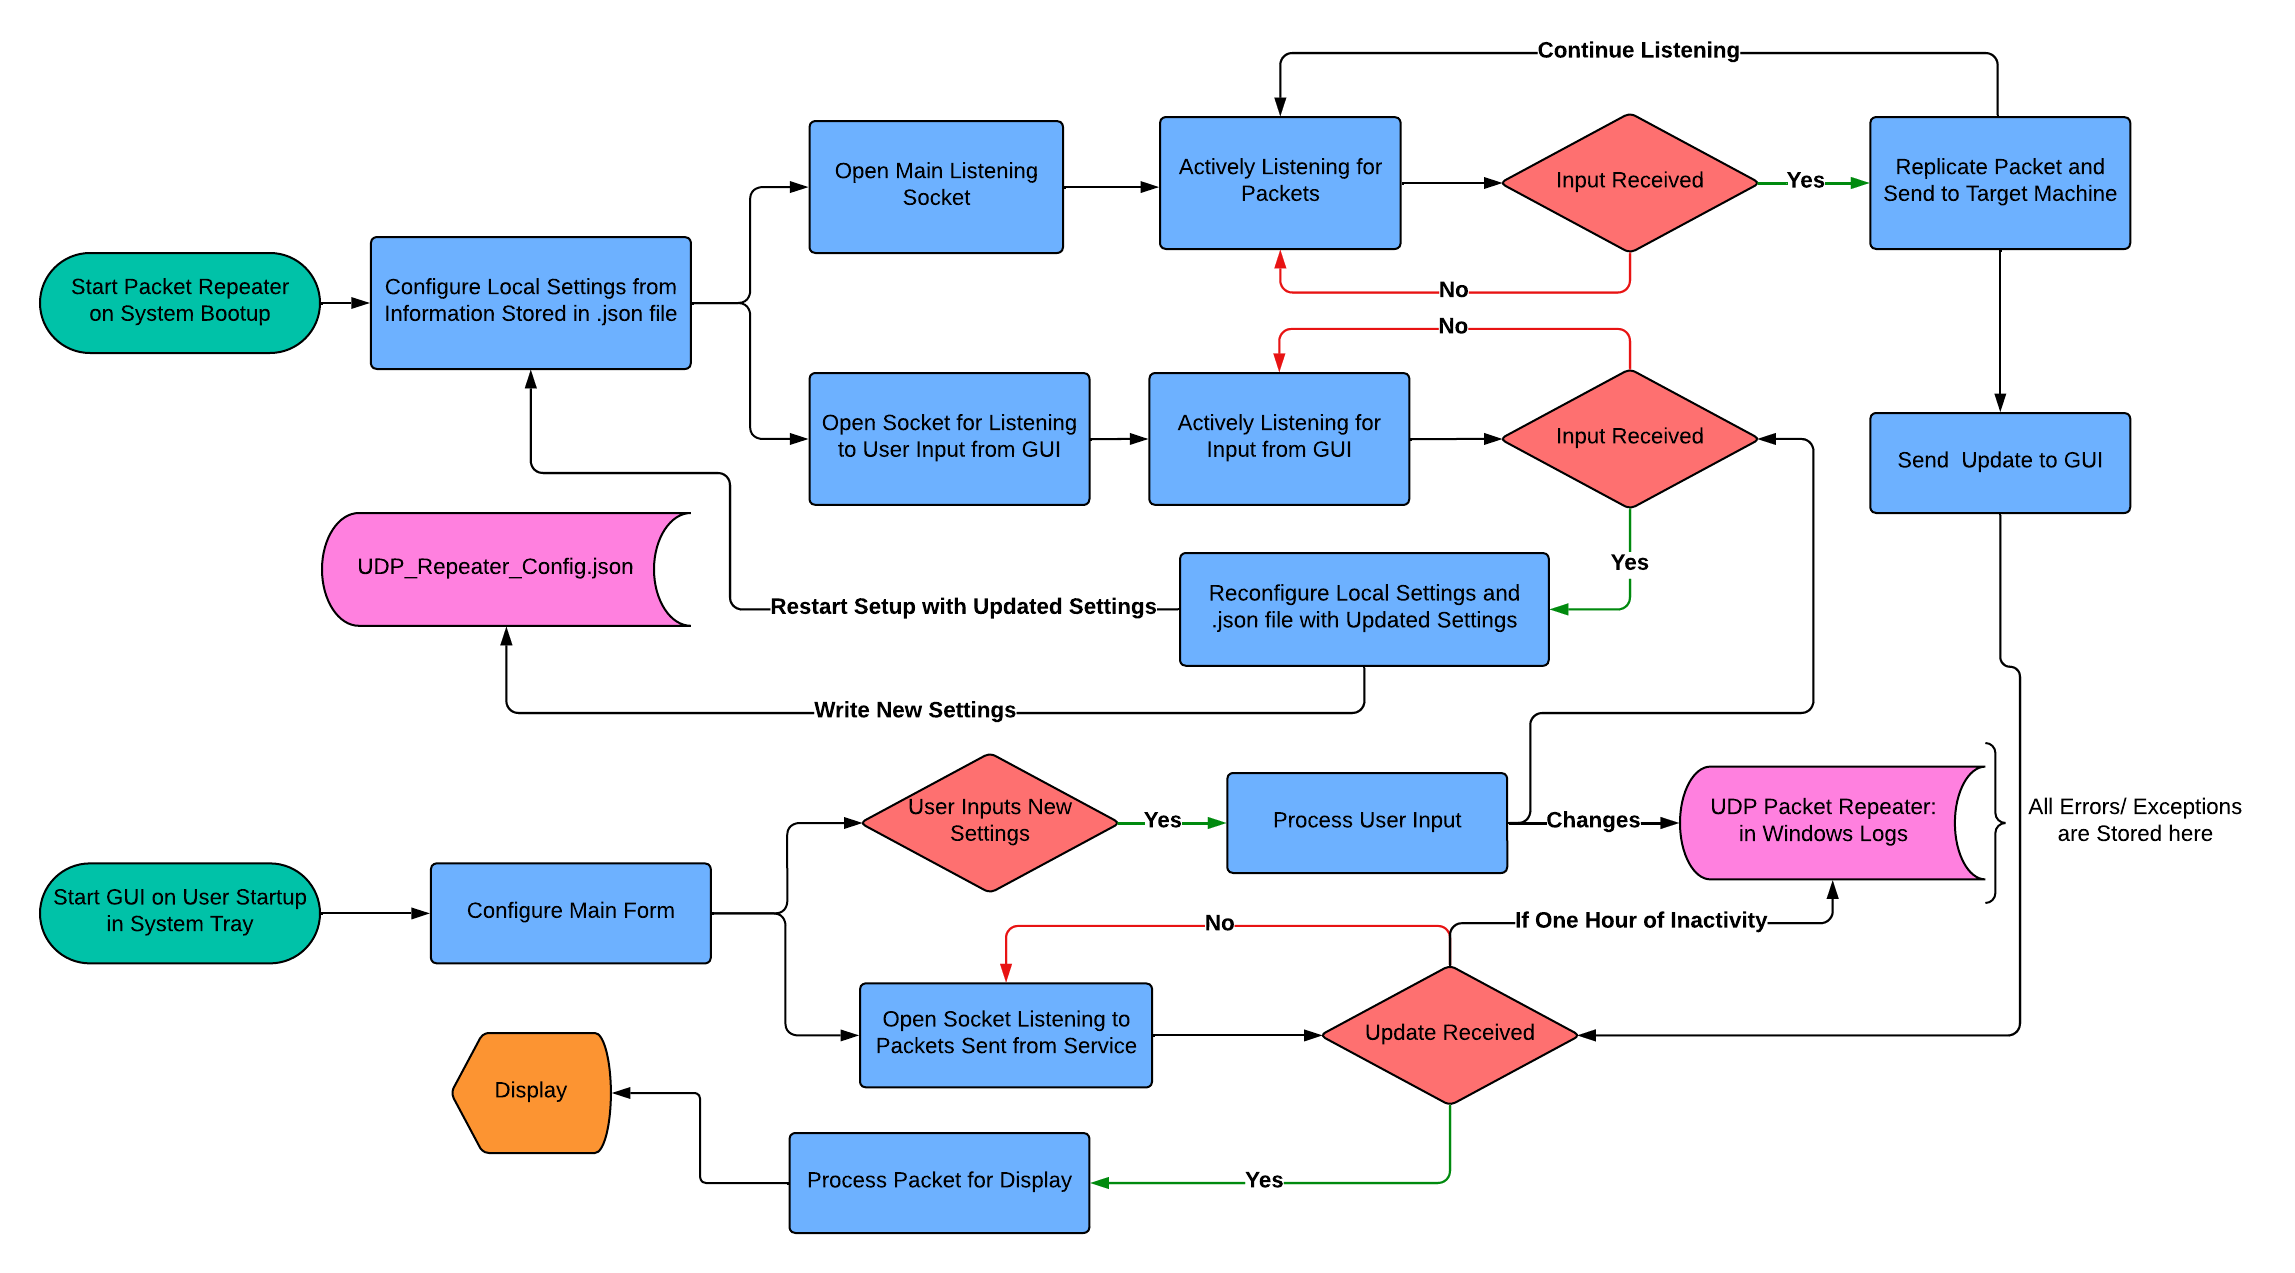 Continue Listening
Open Main Listening
Socket
Actively Listening for
Packets
Input Received
Yes
Replicate Packet and
Send to Target Machine
No
Start Packet Repeater
on System Bootup
Configure Local Settings from
Information Stored in .json file
No
Open Socket for Listening
to User Input from GUI
Actively Listening for
Input from GUI
Input Received
Send  Update to GUI
Yes
UDP_Repeater_Config.json
Restart Setup with Updated Settings
Reconfigure Local Settings and
.json file with Updated Settings
Write New Settings
User Inputs New
Settings
Yes
Process User Input
Changes
UDP Packet Repeater:
in Windows Logs
All Errors/ Exceptions
are Stored here
Start GUI on User Startup
in System Tray
Configure Main Form
No
If One Hour of Inactivity
Open Socket Listening to
Packets Sent from Service
Update Received
Display
Process Packet for Display
Yes